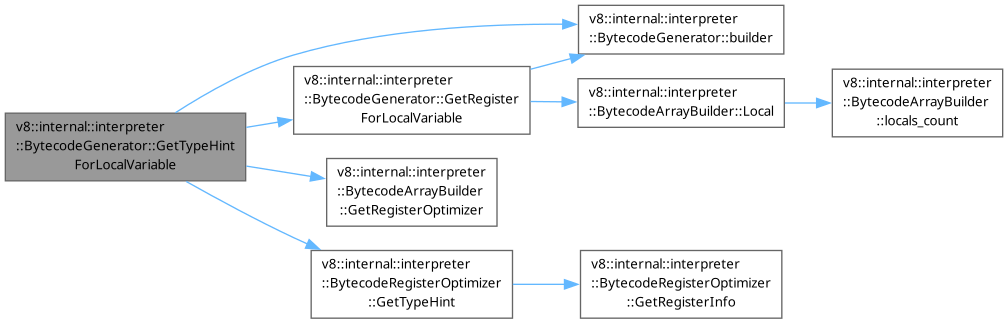 v8::internal::interpreter
::BytecodeGenerator::GetTypeHint
ForLocalVariable
v8::internal::interpreter
::BytecodeGenerator::builder
v8::internal::interpreter
::BytecodeGenerator::GetRegister
ForLocalVariable
v8::internal::interpreter
::BytecodeArrayBuilder::Local
v8::internal::interpreter
::BytecodeArrayBuilder
::locals_count
v8::internal::interpreter
::BytecodeArrayBuilder
::GetRegisterOptimizer
v8::internal::interpreter
::BytecodeRegisterOptimizer
::GetTypeHint
v8::internal::interpreter
::BytecodeRegisterOptimizer
::GetRegisterInfo